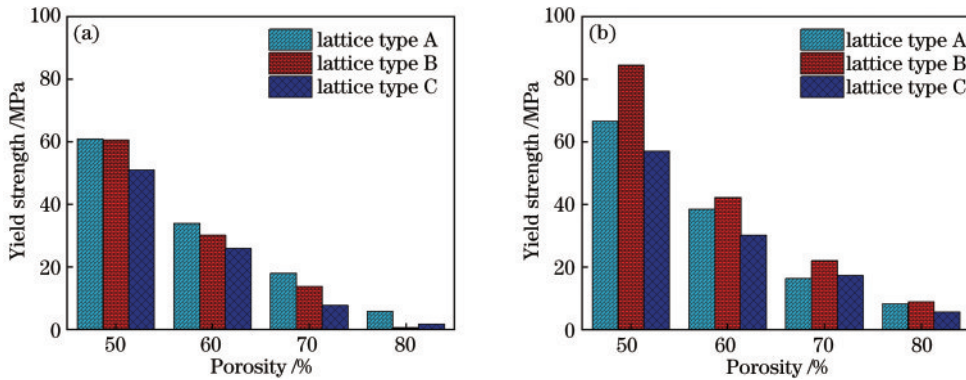 (a)
lattice type A
lattice type B
lattice type C
Yield strength /MPa
100
80
60
40
20
0
50 60 70 80
Porosity /%
(b)
lattice type A
lattice type B
lattice type C
Yield strength /MPa
100
80
60
40
20
0
50 60 70 80
Porosity /%